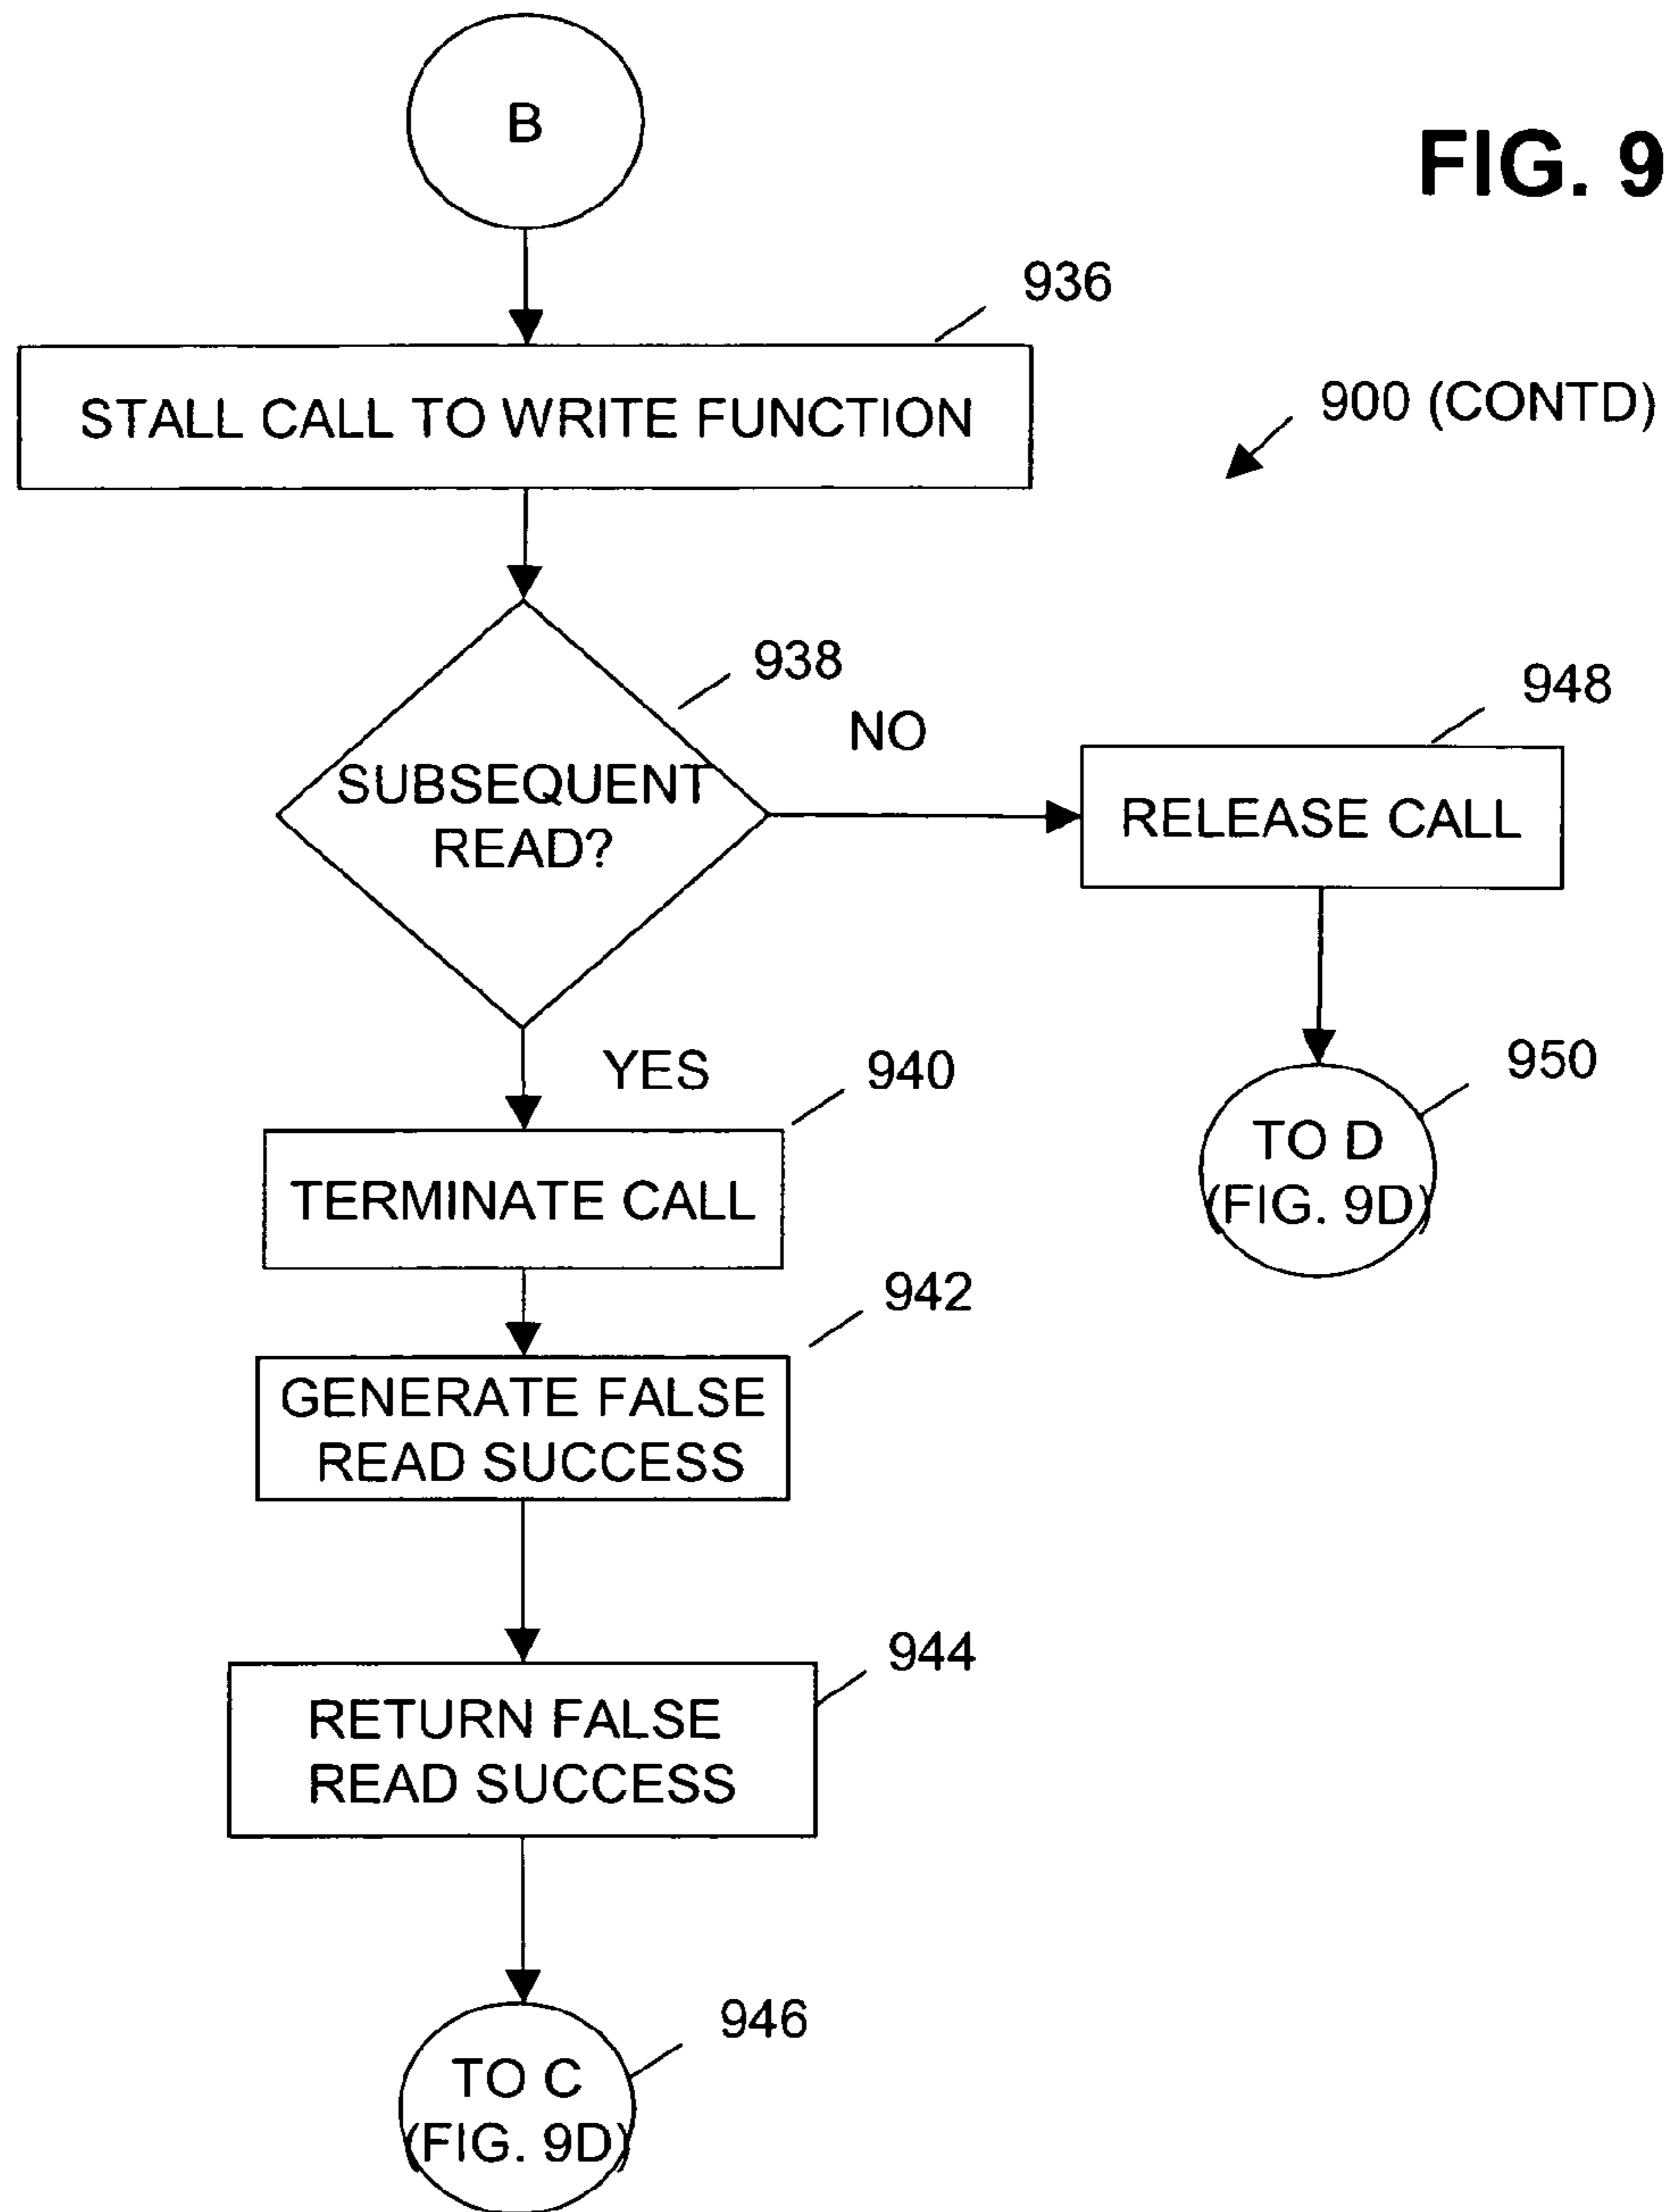 B
FIG. 9
936
STALL CALL TO WRITE FUNCTION
900 (CONTD)
938
SUBSEQUENT
READ?
NO
948
RELEASE CALL
YES
940
TERMINATE CALL
950
TO D
(FIG. 9D)
942
GENERATE FALSE
READ SUCCESS
944
RETURN FALSE
READ SUCCESS
946
TO C
(FIG. 9D)